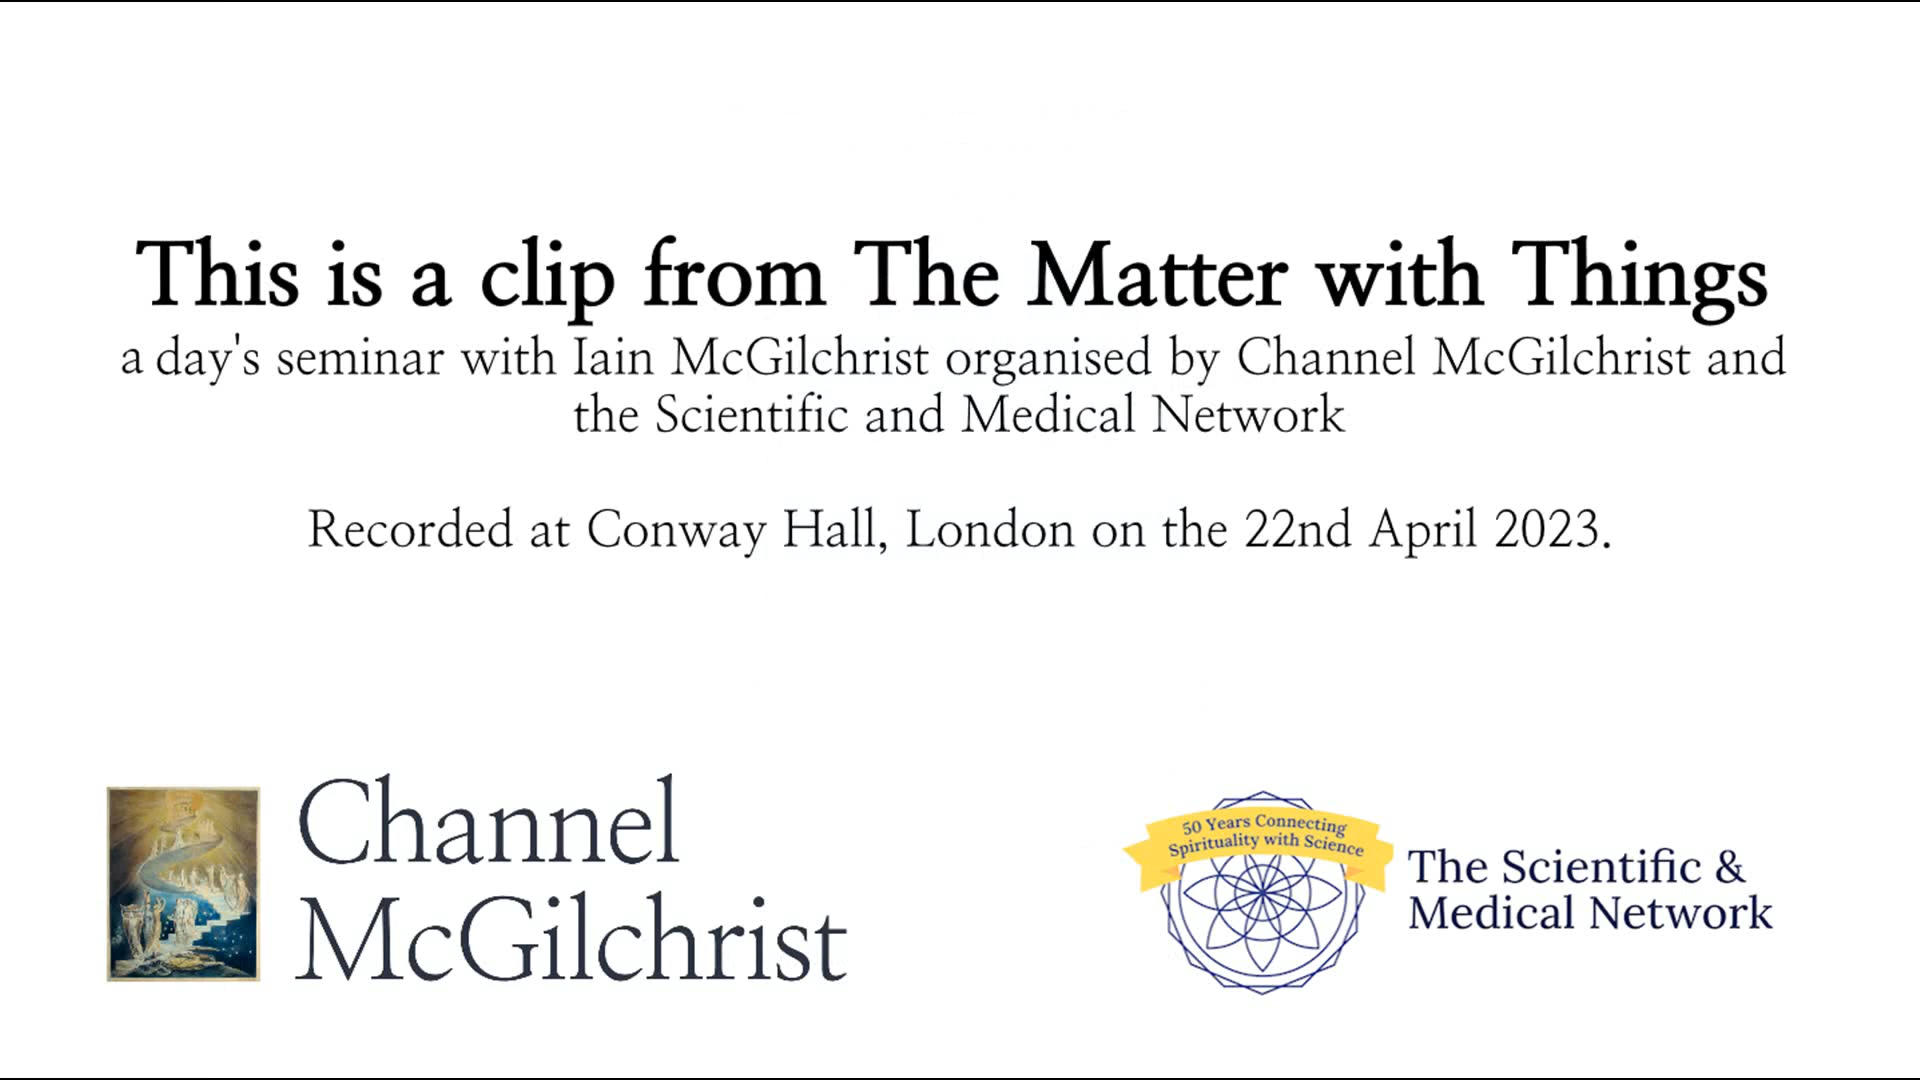 This is a clip from The Matter with Things
a day's seminar with Iain McGilchrist organised by Channel McGilchrist and
the Scientific and Medical Network
Recorded at Conway Hall, London on the 22nd April 2023.
Channel
McGilchrist
50 Years Connecting
Spirituality with Science
The Scientific &
Medical Network